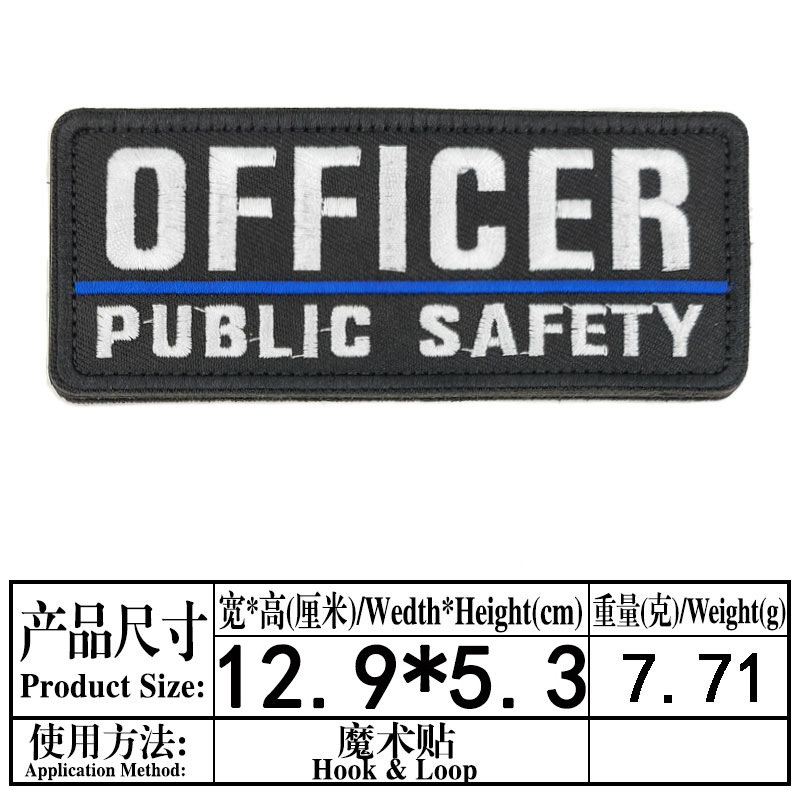 OFFICER
PUBLIC SAFETY
产品尺寸
Product Size:
宽*高(厘米)/Wedth*Height(cm)
12.9*5.3
重量(克)/Weight(g)
7.71
使用方法:
Application Method:
魔术贴
Hook & Loop